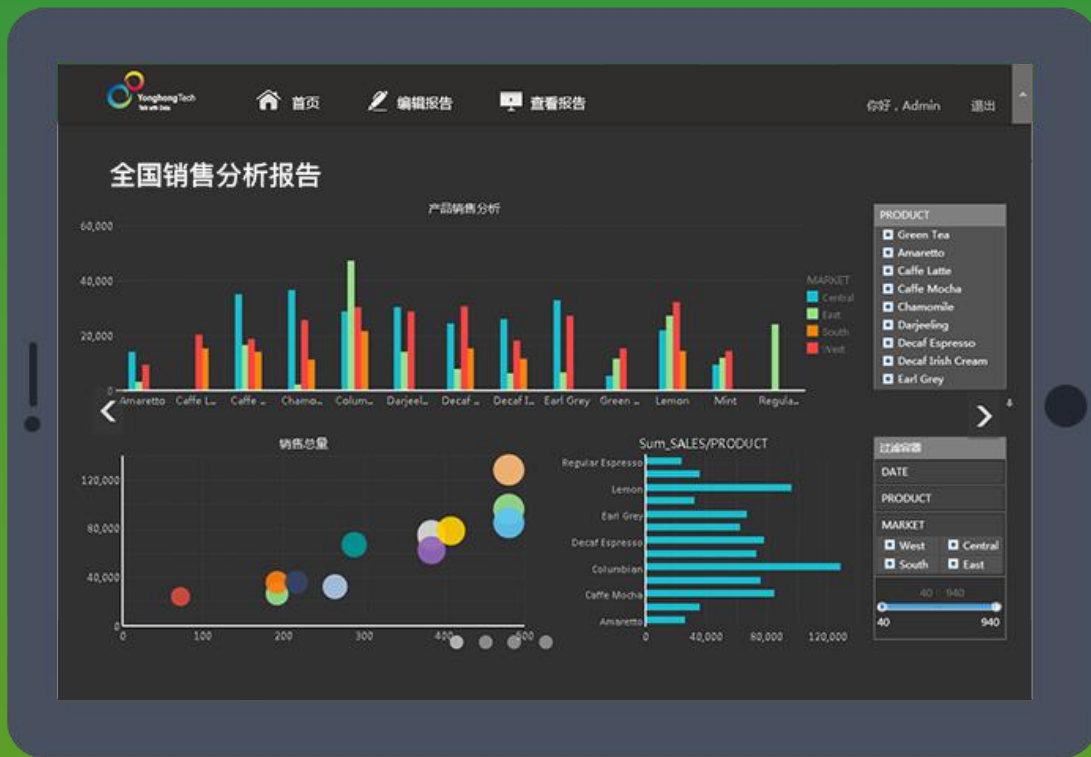 YonghongTech
Talk with Data
首页
编辑报告
查看报告
你好，Admin
退出
全国销售分析报告
产品销售分析
60,000
40,000
20,000
0
Amaretto Caffe L... Caffe ... Chamo... Colum... Darjeel... Decaf ... Decaf I... Earl Grey Green ... Lemon Mint Regula...
MARKET
Central
East
South
West
PRODUCT
Green Tea
Amaretto
Caffe Latte
Caffe Mocha
Chamomile
Darjeeling
Decaf Espresso
Decaf Irish Cream
Earl Grey
销售总量
120,000
80,000
40,000
0
0 100 200 300 400 500
Sum_SALES/PRODUCT
Regular Espresso
Lemon
Earl Grey
Decaf Espresso
Columbian
Caffe Mocha
Amaretto
0 40,000 80,000 120,000
过滤容器
DATE
PRODUCT
MARKET
West Central
South East
40 940
40 940